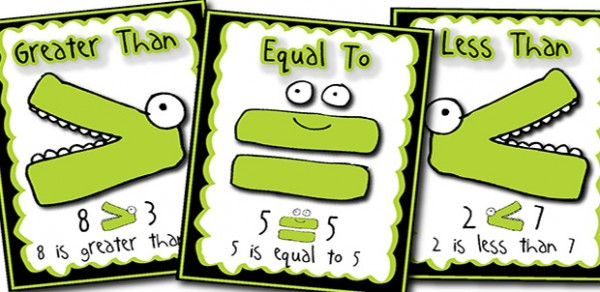 Greater Than
8 > 3
8 is greater than
Equal To
5 = 5
5 is equal to 5
Less Than
2 < 7
2 is less than 7